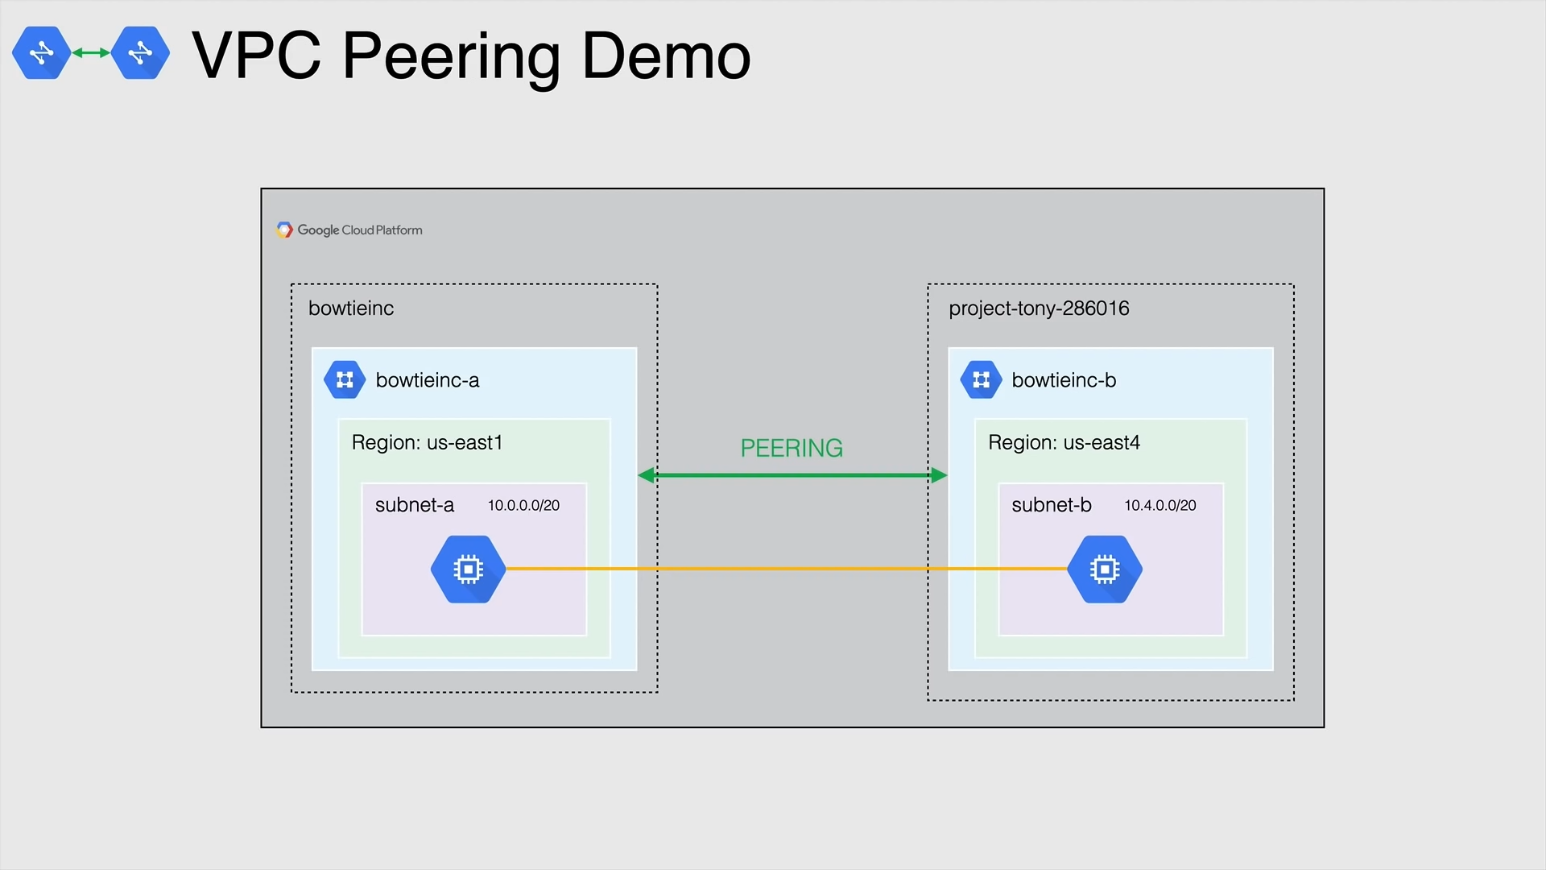 VPC Peering Demo
Google Cloud Platform
bowtieinc
project-tony-286016
bowtieinc-a
bowtieinc-b
Region: us-east1
PEERING
Region: us-east4
subnet-a 10.0.0.0/20
subnet-b 10.4.0.0/20